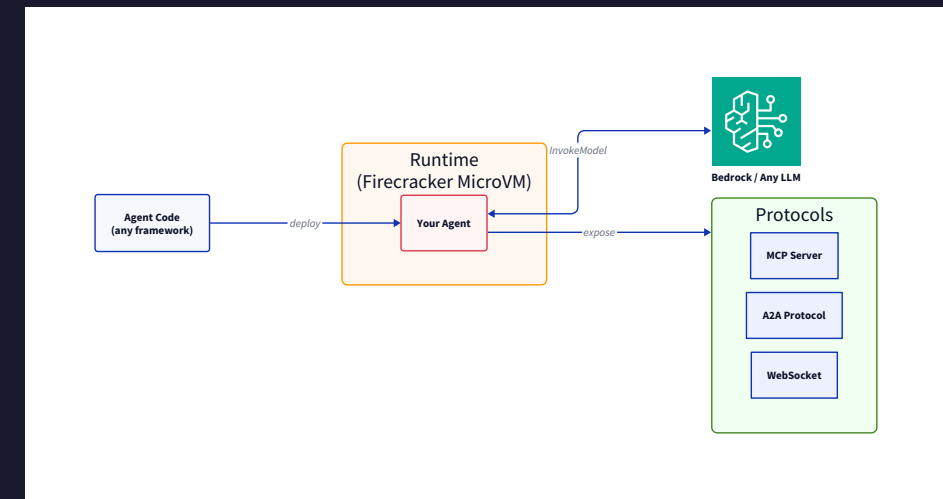 Agent Code
(any framework)
deploy
Runtime
(Firecracker MicroVM)
Your Agent
InvokeModel
expose
Bedrock / Any LLM
Protocols
MCP Server
A2A Protocol
WebSocket